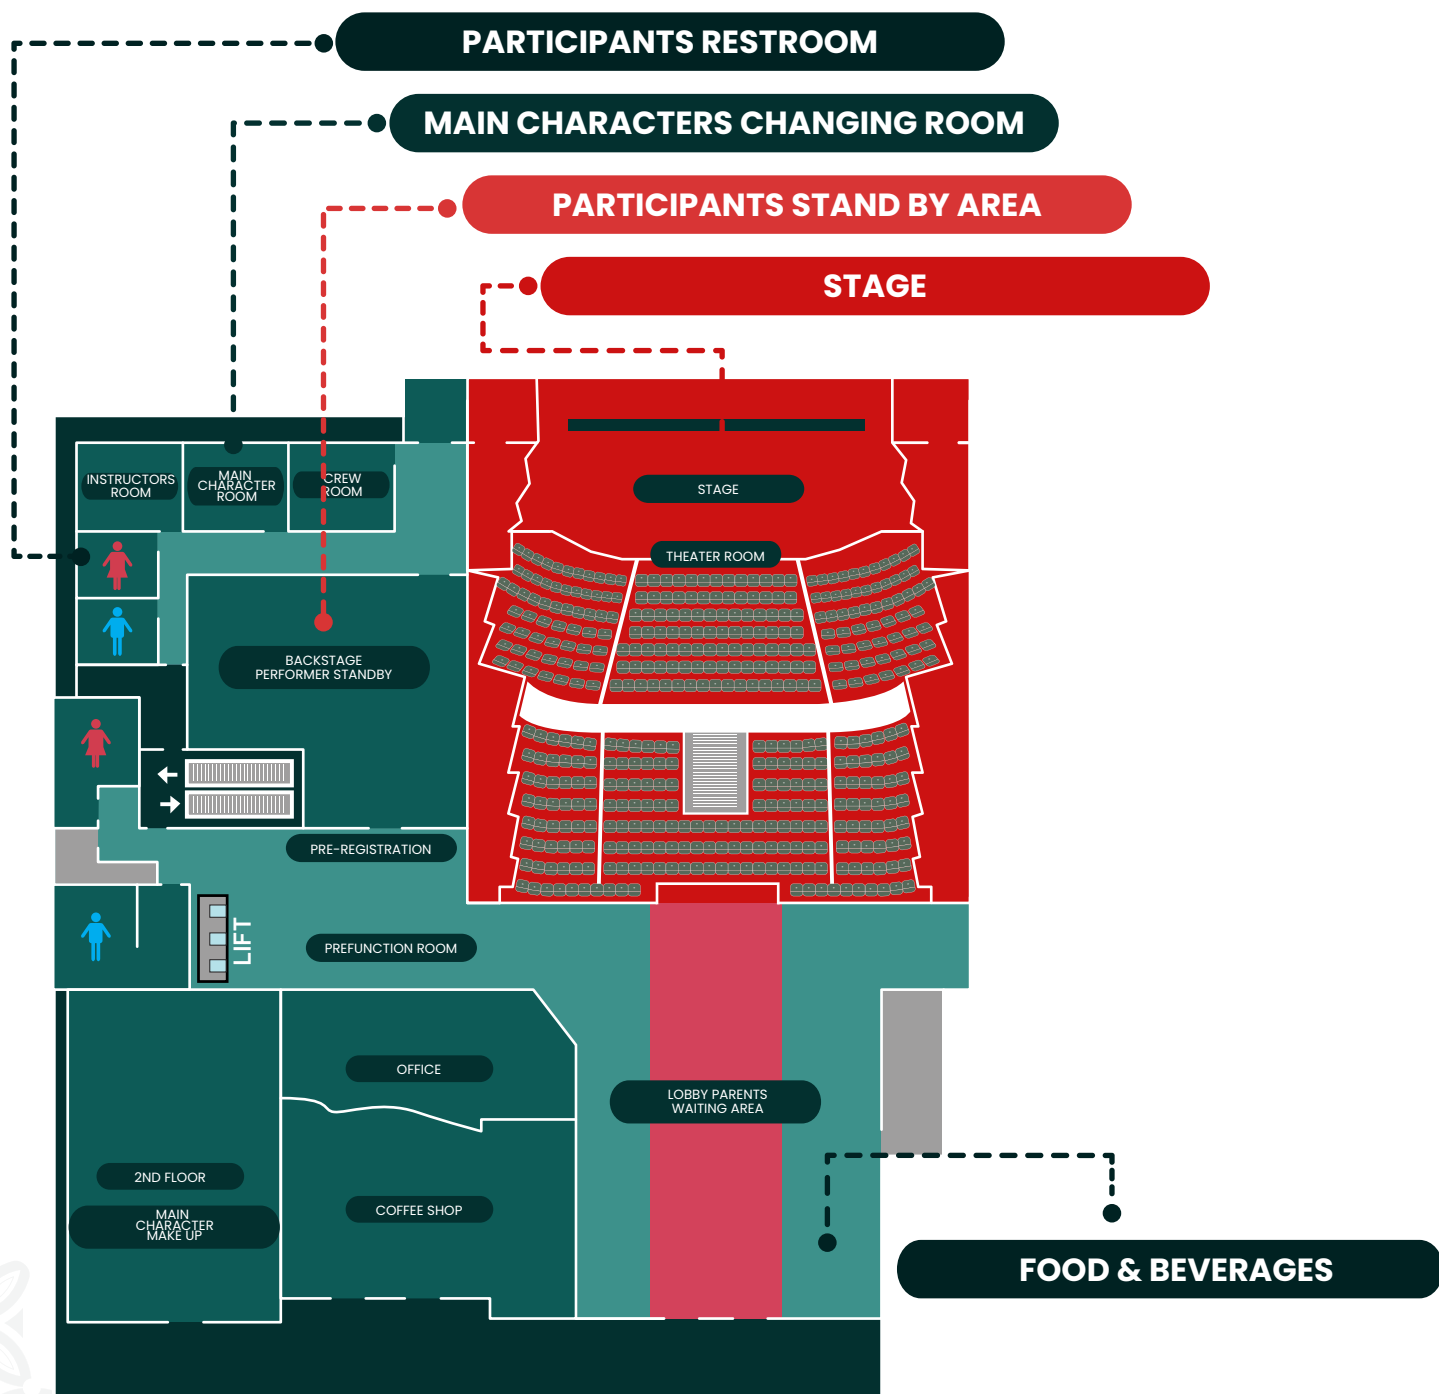 PARTICIPANTS RESTROOM
MAIN CHARACTERS CHANGING ROOM
PARTICIPANTS STAND BY AREA
STAGE
INSTRUCTORS
ROOM
MAIN
CHARACTER
ROOM
CREW
ROOM
STAGE
THEATER ROOM
BACKSTAGE
PERFORMER STANDBY
PRE-REGISTRATION
LIFT
PREFUNCTION ROOM
OFFICE
LOBBY PARENTS
WAITING AREA
2ND FLOOR
MAIN
CHARACTER
MAKE UP
COFFEE SHOP
FOOD & BEVERAGES